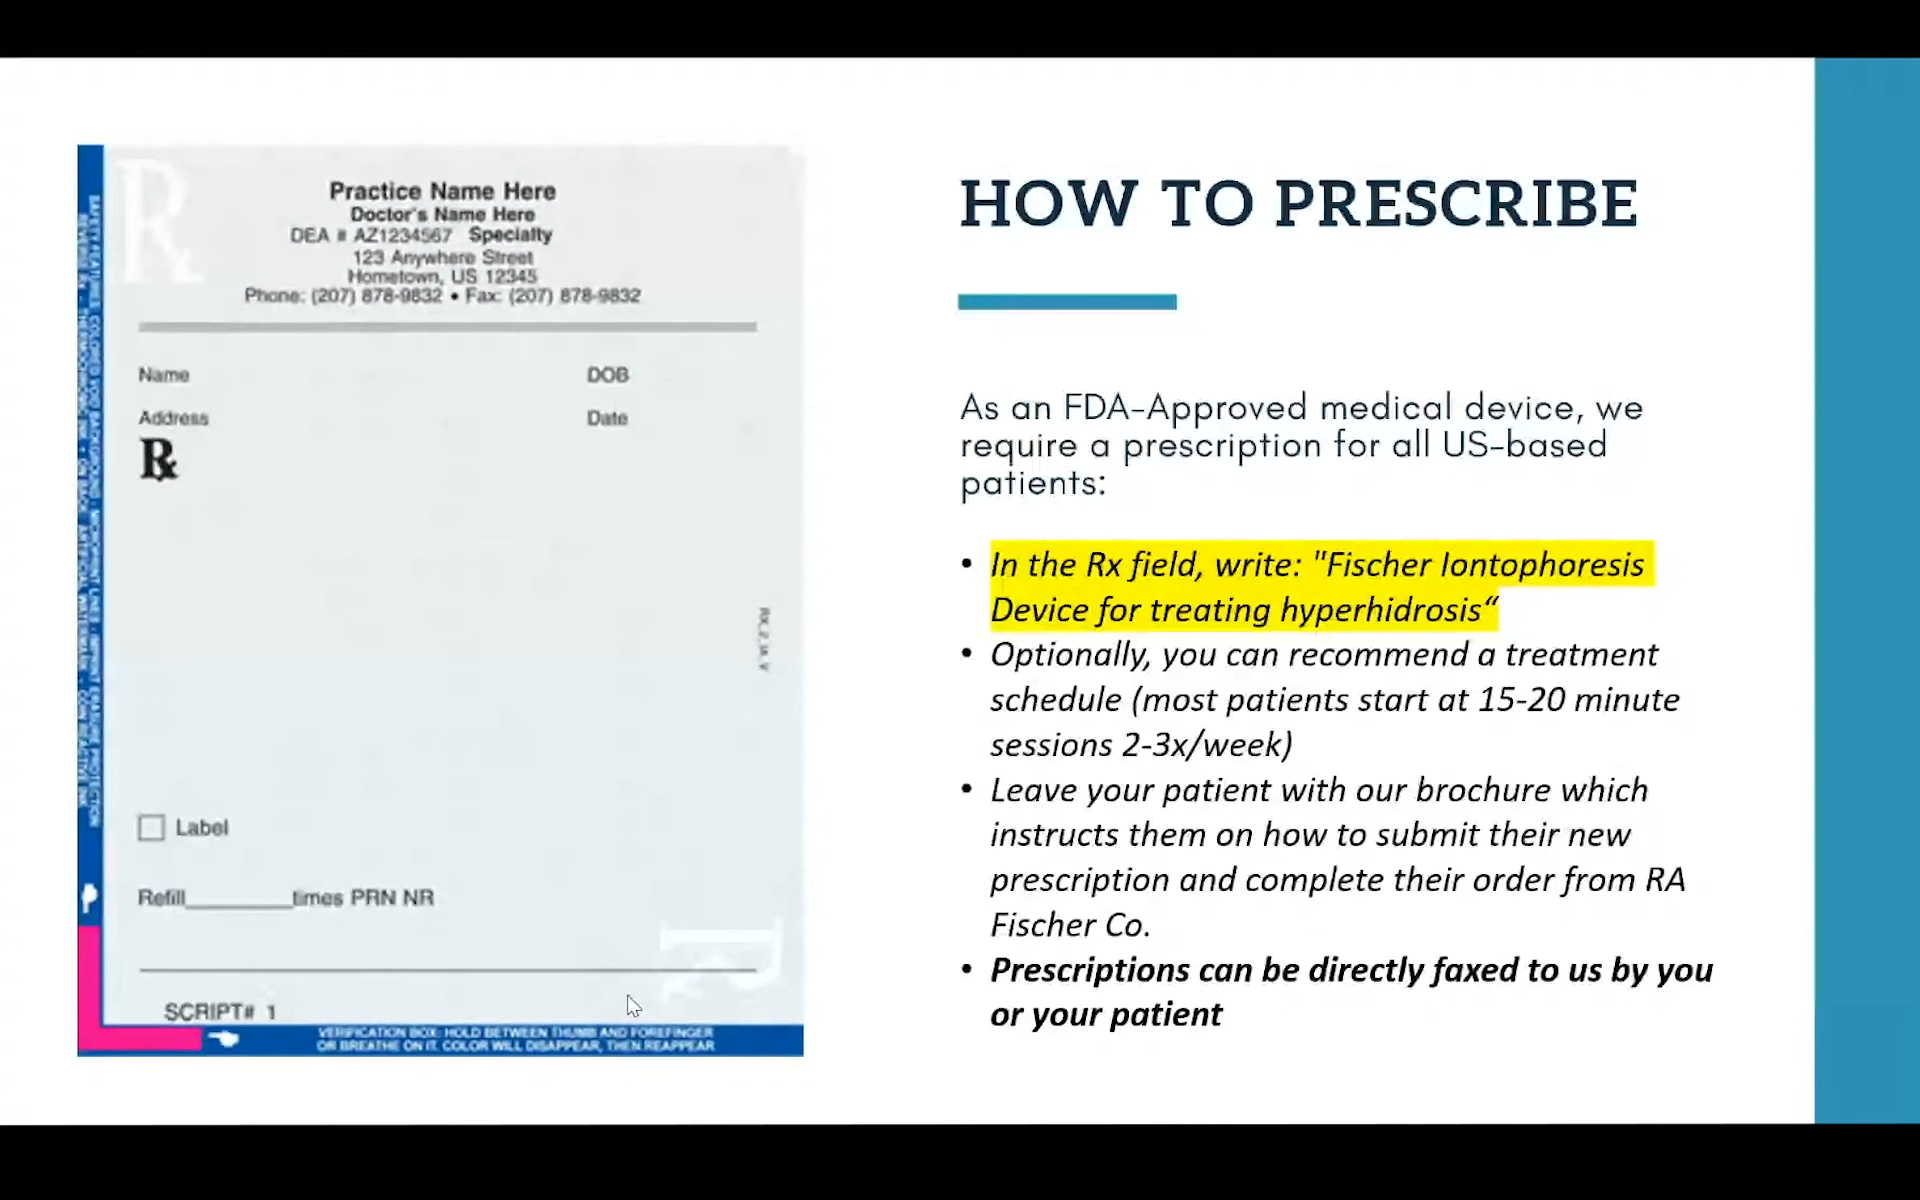 Practice Name Here
Doctor's Name Here
DEA # AZ1234567 Specialty
123 Anywhere Street
Hometown, US 12345
Phone: (207) 878-9832 • Fax: (207) 878-9832
Name DOB
Address Date
Rx
Label
Refill__________times PRN NR
SCRIPT# 1
VERIFICATION BOX: HOLD BETWEEN THUMB AND FOREFINGER
OR BREATHE ON IT. COLOR WILL DISAPPEAR, THEN REAPPEAR
HOW TO PRESCRIBE
As an FDA-Approved medical device, we
require a prescription for all US-based
patients:
• In the Rx field, write: "Fischer Iontophoresis
Device for treating hyperhidrosis“
• Optionally, you can recommend a treatment
schedule (most patients start at 15-20 minute
sessions 2-3x/week)
• Leave your patient with our brochure which
instructs them on how to submit their new
prescription and complete their order from RA
Fischer Co.
• Prescriptions can be directly faxed to us by you
or your patient